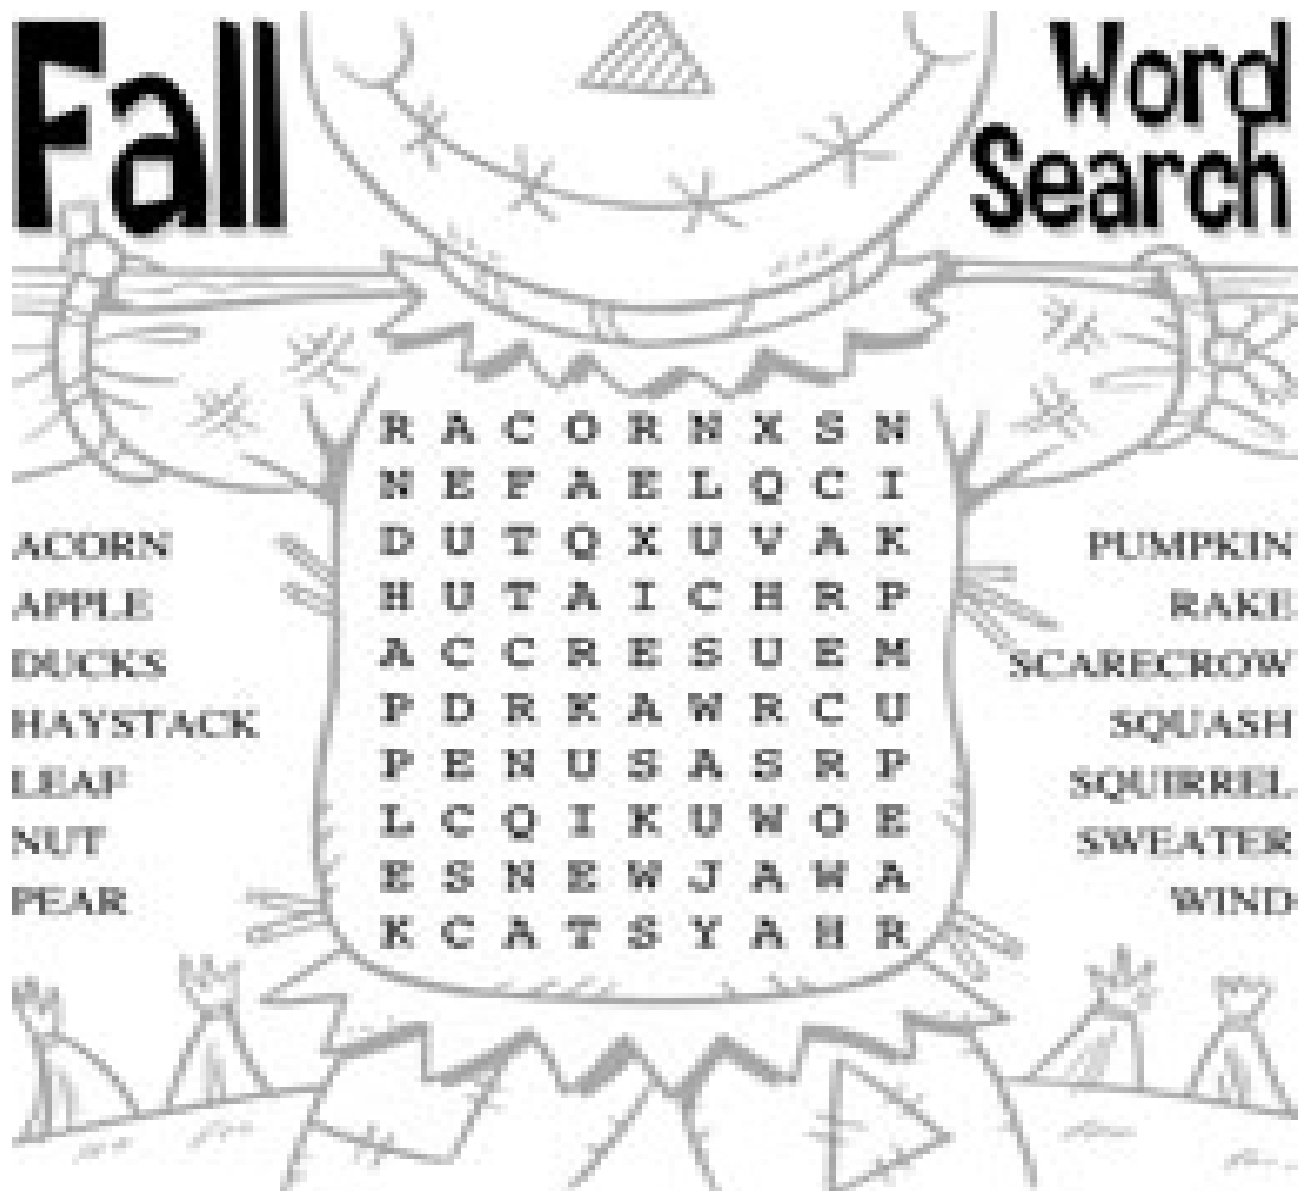 Fall
Word
Search
R A C O R N X S N
N E F A E L Q C I
D U T Q X U V A K
H U T A I C H R P
A C C R E S U E M
P D R K A W R C U
P E N U S A S R P
L C Q I K U W O E
E S N E W J A W A
K C A T S Y A H R
ACORN
APPLE
DUCKS
HAYSTACK
LEAF
NUT
PEAR
PUMPKIN
RAKE
SCARECROW
SQUASH
SQUIRREL
SWEATER
WIND